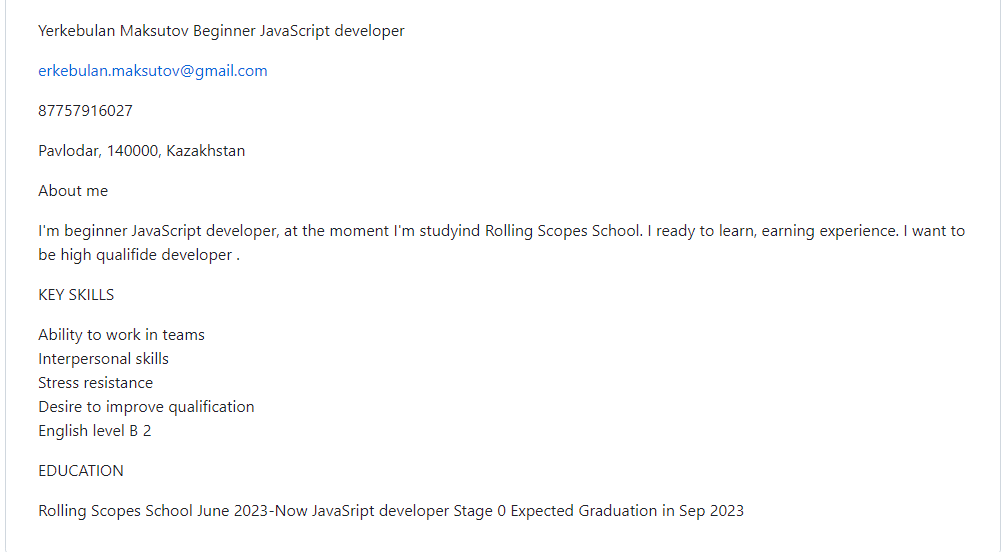 Yerkebulan Maksutov Beginner JavaScript developer
erkebulan.maksutov@gmail.com
87757916027
Pavlodar, 140000, Kazakhstan
About me
I'm beginner JavaScript developer, at the moment I'm studyind Rolling Scopes School. I ready to learn, earning experience. I want to
be high qualifide developer .
KEY SKILLS
Ability to work in teams
Interpersonal skills
Stress resistance
Desire to improve qualification
English level B 2
EDUCATION
Rolling Scopes School June 2023-Now JavaSript developer Stage 0 Expected Graduation in Sep 2023